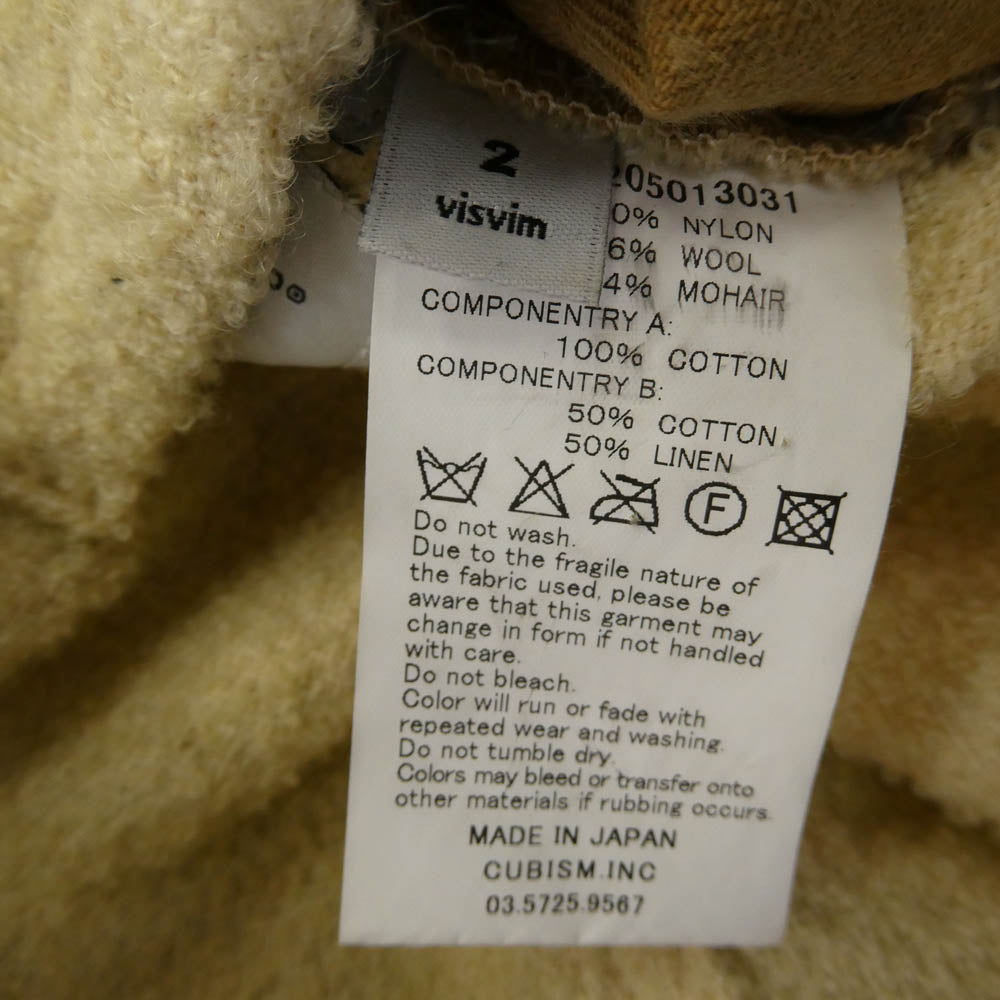 2
visvim
205013031
0% NYLON
6% WOOL
4% MOHAIR
COMPONENTRY A:
100% COTTON
COMPONENTRY B:
50% COTTON
50% LINEN
F
Do not wash.
Due to the fragile nature of
the fabric used, please be
aware that this garment may
change in form if not handled
with care.
Do not bleach.
Color will run or fade with
repeated wear and washing.
Do not tumble dry.
Colors may bleed or transfer onto
other materials if rubbing occurs.
MADE IN JAPAN
CUBISM.INC
03.5725.9567